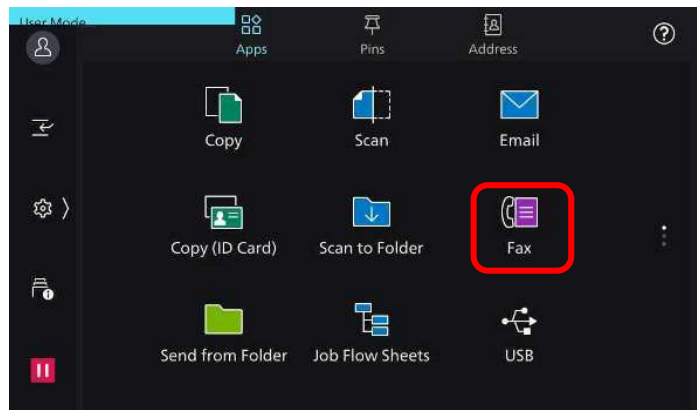 User Mode
Apps
Pins
Address
Copy
Scan
Email
Copy (ID Card)
Scan to Folder
Fax
Send from Folder
Job Flow Sheets
USB